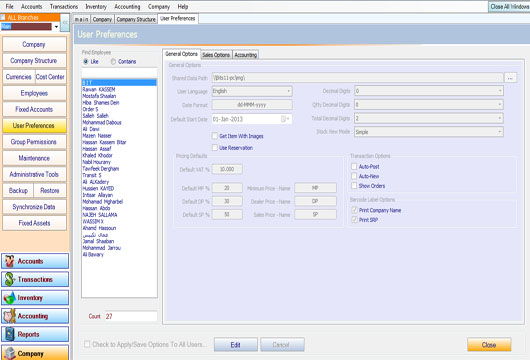 File Accounts Transactions Inventory Accounting Company Help Close All Windows
ALL Branches
Main
main Company Company Structure User Preferences
User Preferences
Company
Company Structure
Currencies Cost Center
Employees
Fixed Accounts
User Preferences
Group Permissions
Maintenance
Administrative Tools
Backup Restore
Synchronize Data
Fixed Assets
Accounts
Transactions
Inventory
Accounting
Reports
Company
Find Employee
Like Contains
Rawan KASSEM
Mostafa Shaalan
Hiba Shames Dein
Order S
Salleh Salleh
Mohammad Dabous
Ali Dawi
Mazen Nasser
Hassan Kassem Bitar
Hassan Assaf
Khaled Khodor
Nabil Hourany
Tawfeek Dergham
Transit S
Ali ALKadery
Hussien KAYED
Intisar Allayan
Mohamad Mgharbel
Hassan Abdo
NAJEH SALLAMA
WASSIM X
Ahamd Hassoun
Jamal Shaaban
Mohammad Jarrou
Ali Bawary
Count 27
General Options Sales Options Accounting
General Options
Shared Data Path
User Language English
Date Format dd-MMM-yyyy
Default Start Date 01-Jan-2013
Get Item With Images
Use Reservation
Decimal Digits 0
Q/ty Decimal Digits 0
Total Decimal Digits 2
Stock View Mode Simple
Pricing Defaults
Default VAT % 10.000
Default MP % 20 Minimum Price - Name MP
Default DP % 30 Dealer Price - Name DP
Default SP % 50 Sales Price - Name SP
Transaction Options
Auto-Post
Auto-New
Show Orders
Barcode Label Options
Print Company Name
Print SRP
Check to Apply/Save Options To All Users... Edit Cancel Close